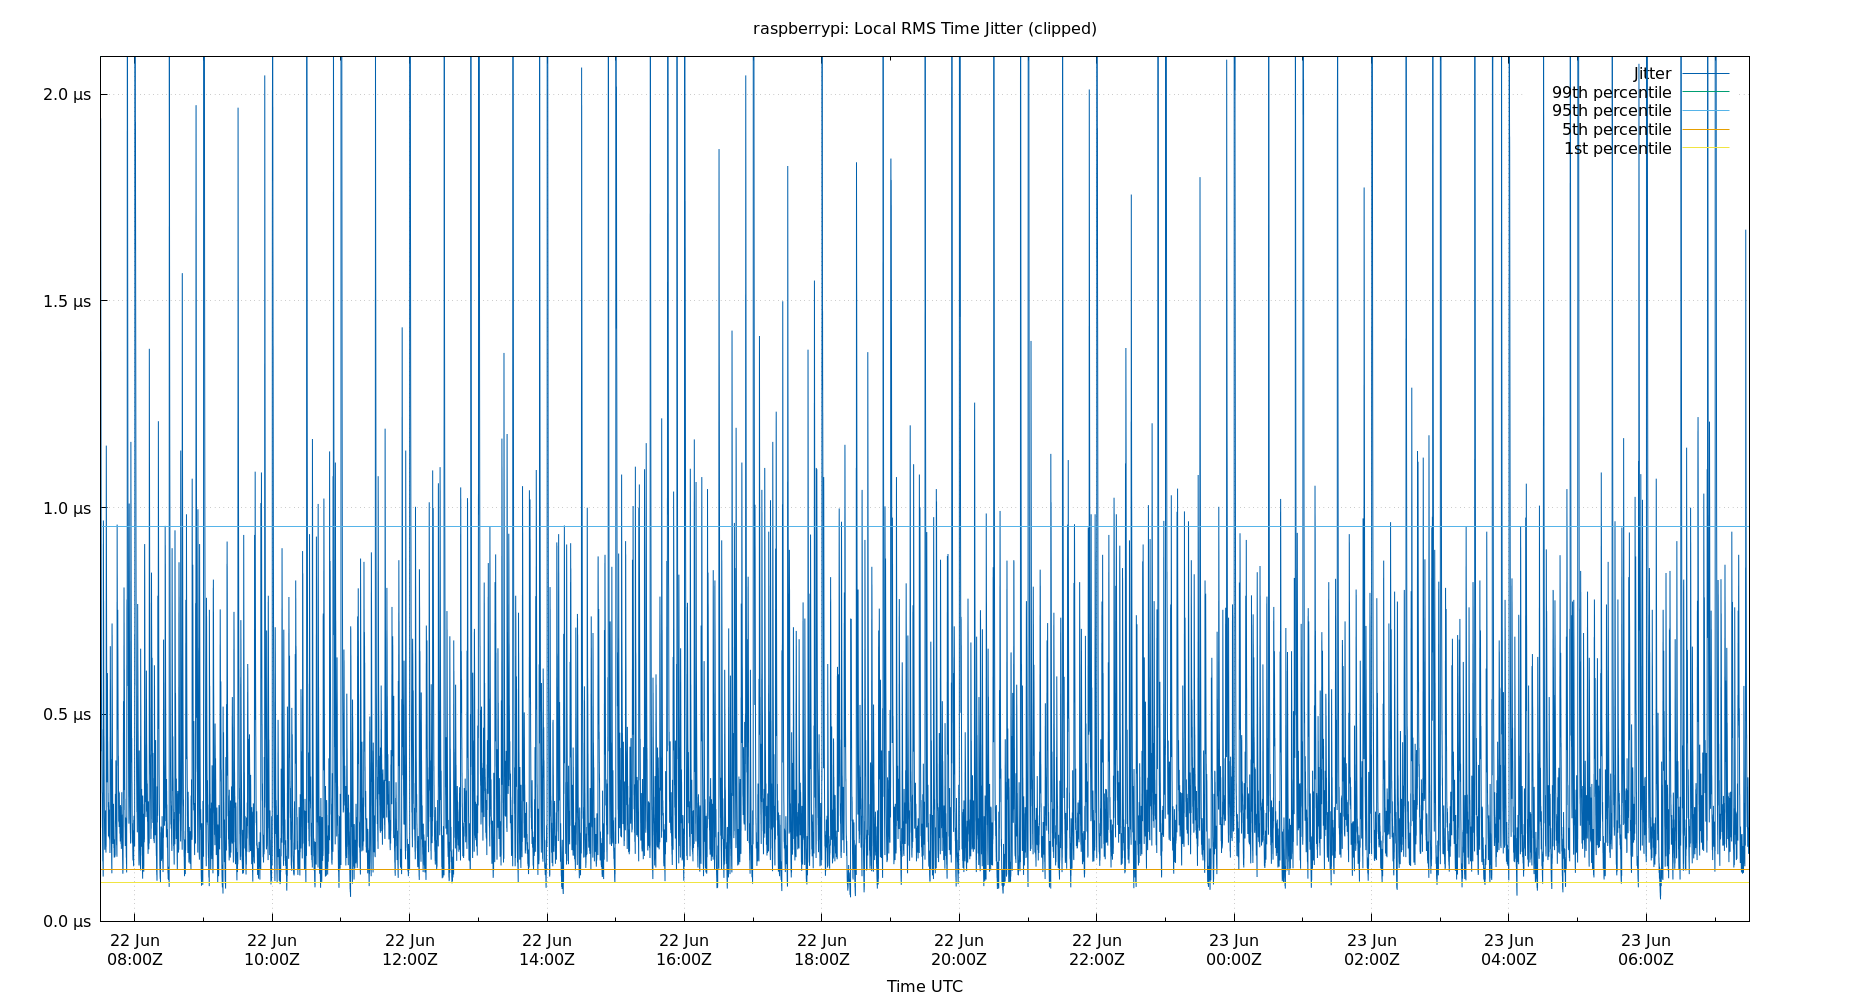 raspberrypi: Local RMS Time Jitter (clipped)
Jitter
99th percentile
95th percentile
5th percentile
1st percentile
2.0 µs
1.5 µs
1.0 µs
0.5 µs
0.0 µs
22 Jun 22 Jun 22 Jun 22 Jun 22 Jun 22 Jun 22 Jun 22 Jun 23 Jun 23 Jun 23 Jun 23 Jun
08:00Z 10:00Z 12:00Z 14:00Z 16:00Z 18:00Z 20:00Z 22:00Z 00:00Z 02:00Z 04:00Z 06:00Z
Time UTC